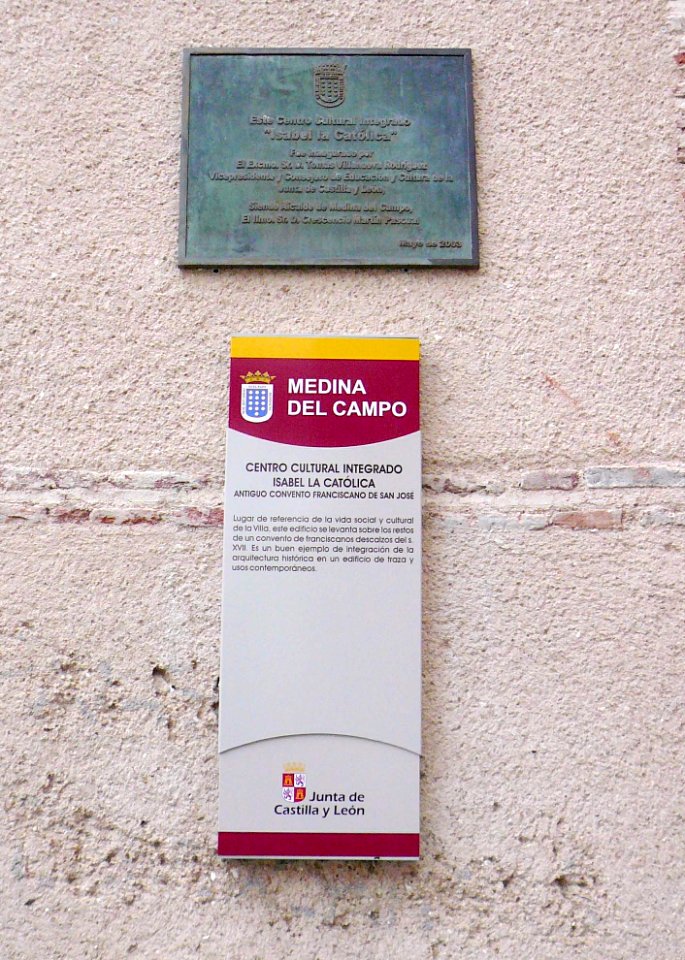 Este Centro Cultural Integrado
"Isabel la Católica"
Fue inaugurado por
El Excmo. Sr. D. Tomás Villanueva Rodríguez
Vicepresidente y Consejero de Educación y Cultura de la
Junta de Castilla y León,
Siendo Alcalde de Medina del Campo,
El Ilmo. Sr. D. Crescencio Martín Pascual
Mayo de 2003
MEDINA
DEL CAMPO
CENTRO CULTURAL INTEGRADO
ISABEL LA CATÓLICA
ANTIGUO CONVENTO FRANCISCANO DE SAN JOSÉ
Lugar de referencia de la vida social y cultural
de la Villa, este edificio se levanta sobre los restos
de un convento de franciscanos descalzos del s.
XVII. Es un buen ejemplo de integración de la
arquitectura histórica en un edificio de traza y
usos contemporáneos.
Junta de
Castilla y León